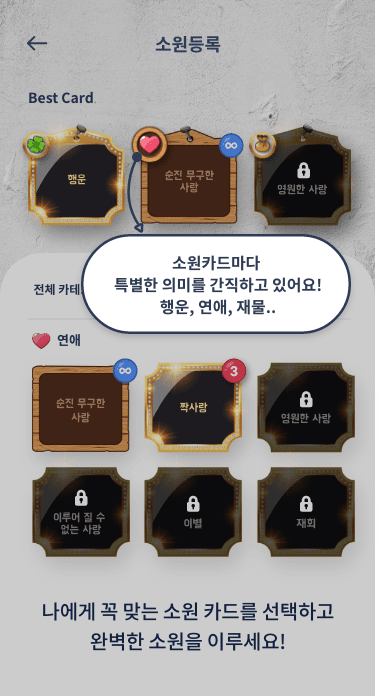 소원등록
Best Card.
행운
순진 무구한
사랑
∞
영원한 사랑
소원카드마다
특별한 의미를 간직하고 있어요!
행운, 연애, 재물..
전체 카테
연애
순진 무구한
사랑
∞
짝사랑
3
영원한 사랑
이루어 질 수
없는 사랑
이별
재회
나에게 꼭 맞는 소원 카드를 선택하고
완벽한 소원을 이루세요!